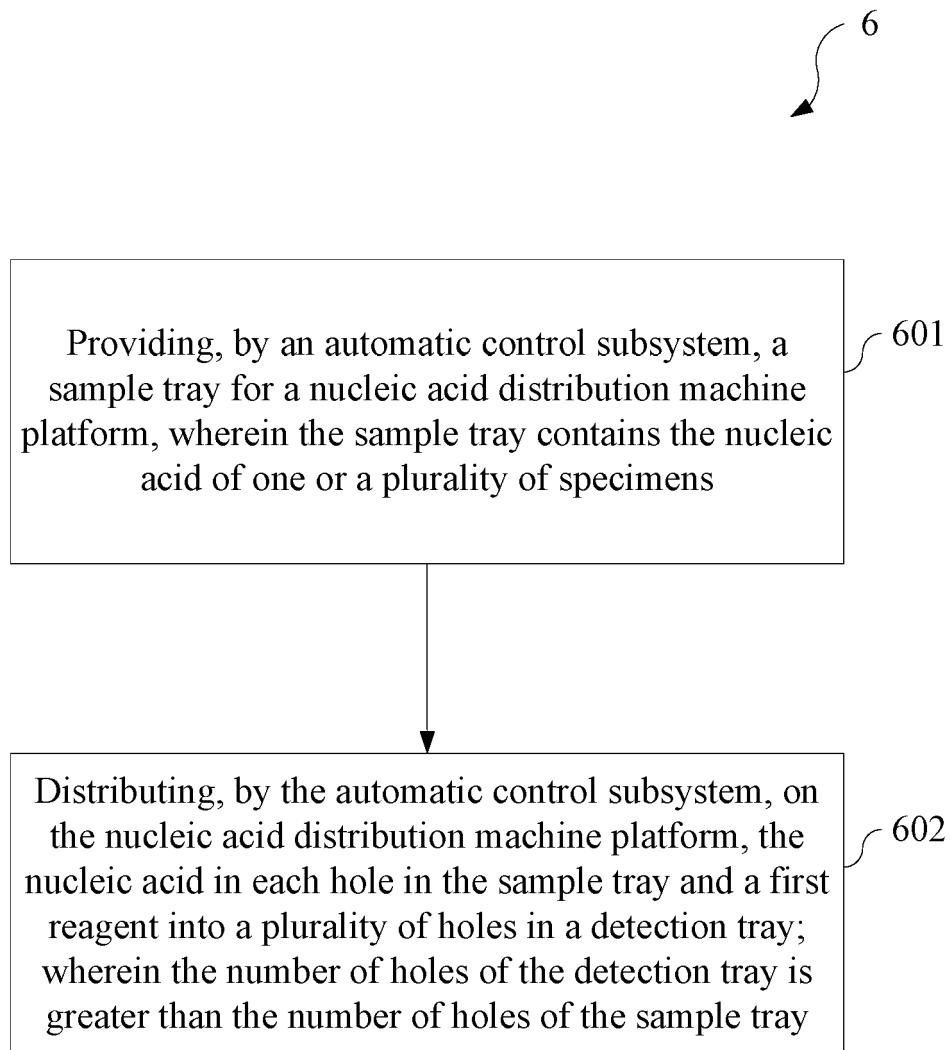 6
Providing, by an automatic control subsystem, a
sample tray for a nucleic acid distribution machine
platform, wherein the sample tray contains the nucleic
acid of one or a plurality of specimens
601
Distributing, by the automatic control subsystem, on
the nucleic acid distribution machine platform, the
nucleic acid in each hole in the sample tray and a first
reagent into a plurality of holes in a detection tray;
wherein the number of holes of the detection tray is
greater than the number of holes of the sample tray
602